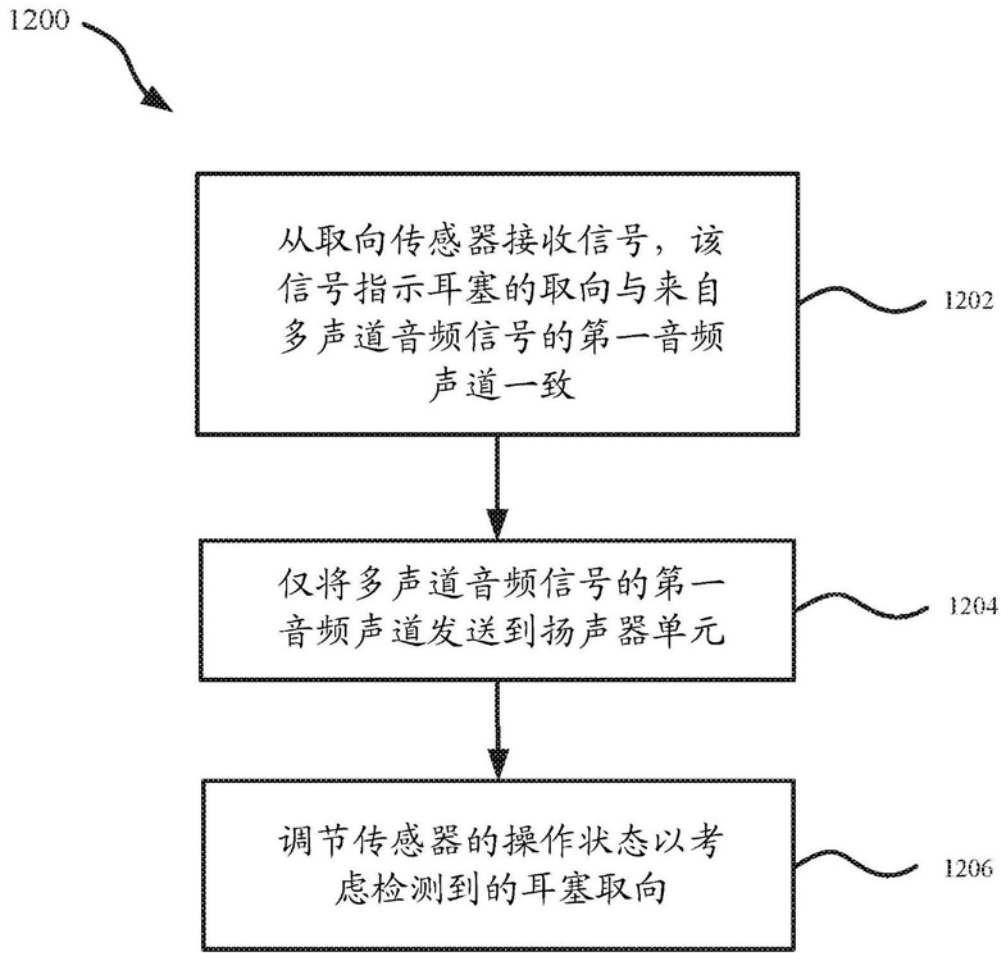 1200
从取向传感器接收信号，该
信号指示耳塞的取向与来自
多声道音频信号的第一音频
声道一致
1202
仅将多声道音频信号的第一
音频声道发送到扬声器单元
1204
调节传感器的操作状态以考
虑检测到的耳塞取向
1206